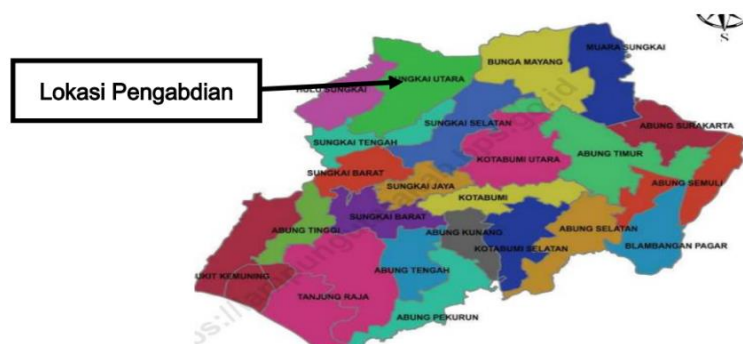 S
BUNGA MAYANG
MUARA SUNGKAI
SUNGKAI UTARA
Lokasi Pengabdian
HULU SUNGKAI
SUNGKAI SELATAN
ABUNG SURAKARTA
SUNGKAI TENGAH
KOTABUMI UTARA
ABUNG TIMUR
SUNGKAI BARAT
SUNGKAI JAYA
ABUNG SEMULI
KOTABUMI
SUNGKAI BARAT
ABUNG TINGGI
ABUNG KUNANG
ABUNG SELATAN
KOTABUMI SELATAN
BLAMBANGAN PAGAR
UKIT KEMUNING
ABUNG TENGAH
TANJUNG RAJA
ABUNG PEKURUN